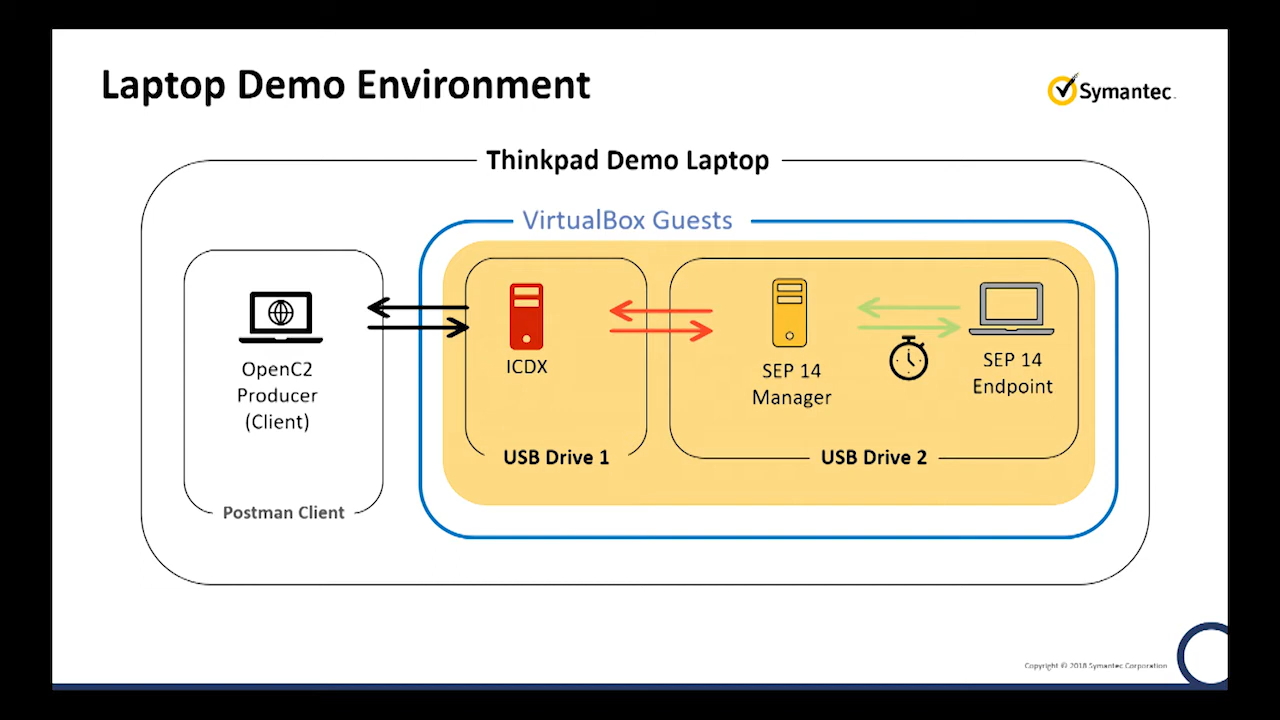 Laptop Demo Environment
Symantec
Thinkpad Demo Laptop
VirtualBox Guests
OpenC2
Producer
(Client)
Postman Client
ICDX
USB Drive 1
SEP 14
Manager
SEP 14
Endpoint
USB Drive 2
Copyright © 2018 Symantec Corporation